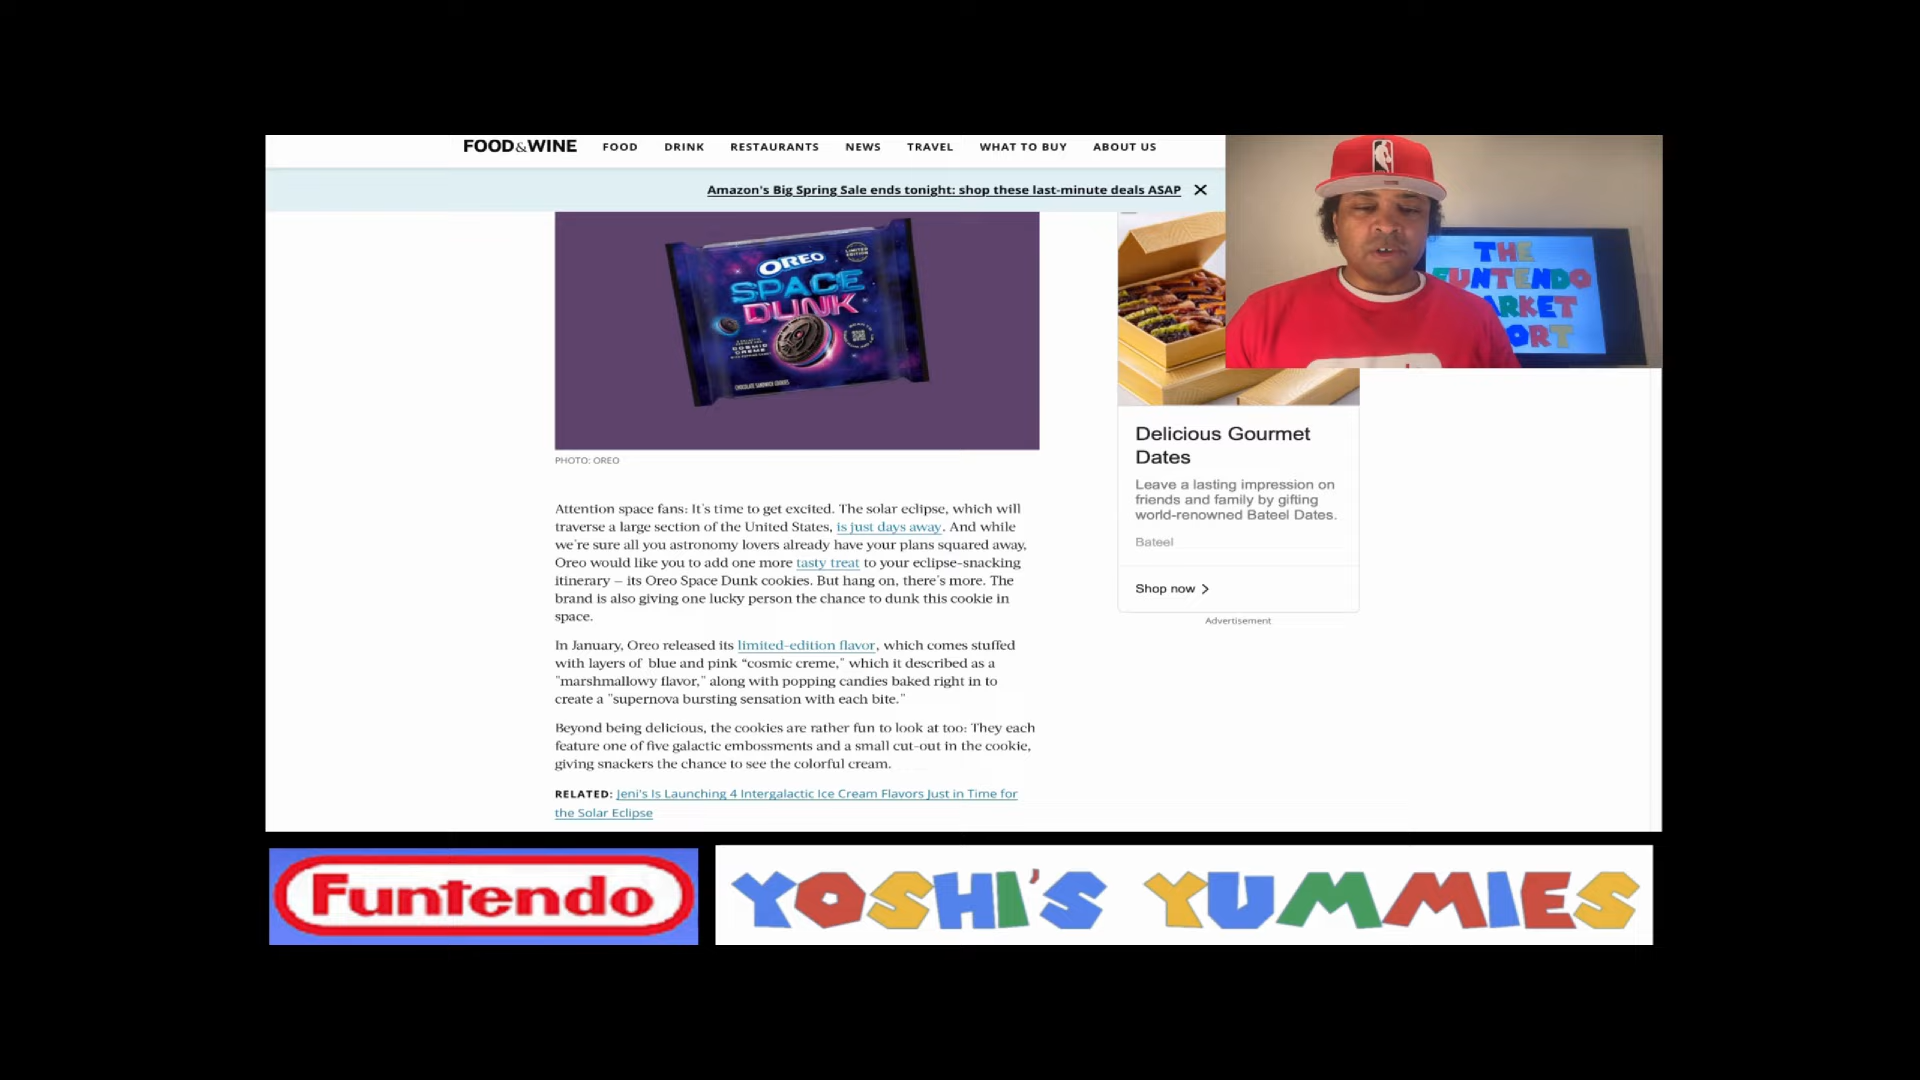 FOOD&WINE FOOD DRINK RESTAURANTS NEWS TRAVEL WHAT TO BUY ABOUT US
Amazon's Big Spring Sale ends tonight: shop these last-minute deals ASAP
OREO
LIMITED
EDITION
SPACE
DUNK
COSMIC
CREME
CHOCOLATE SANDWICH COOKIES
PHOTO: OREO
Attention space fans: It's time to get excited. The solar eclipse, which will
traverse a large section of the United States, is just days away. And while
we're sure all you astronomy lovers already have your plans squared away,
Oreo would like you to add one more tasty treat to your eclipse-snacking
itinerary – its Oreo Space Dunk cookies. But hang on, there's more. The
brand is also giving one lucky person the chance to dunk this cookie in
space.
In January, Oreo released its limited-edition flavor, which comes stuffed
with layers of blue and pink “cosmic creme,” which it described as a
"marshmallowy flavor," along with popping candies baked right in to
create a "supernova bursting sensation with each bite."
Beyond being delicious, the cookies are rather fun to look at too: They each
feature one of five galactic embossments and a small cut-out in the cookie,
giving snackers the chance to see the colorful cream.
RELATED: Jeni's Is Launching 4 Intergalactic Ice Cream Flavors Just in Time for
the Solar Eclipse
Delicious Gourmet
Dates
Leave a lasting impression on
friends and family by gifting
world-renowned Bateel Dates.
Bateel
Shop now
Advertisement
THE
FUNTENDO
ARKET
ORT
Funtendo
YOSHI'S YUMMIES